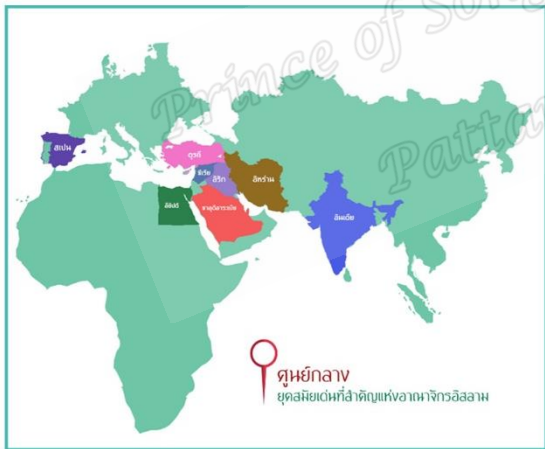 Prince of Song
Pattan
สเปน
ตุรกี
ซีเรีย
อิรัก
อิหร่าน
อียิปต์
ซาอุดิอาระเบีย
อินเดีย
ศูนย์กลาง
ยุคสมัยเด่นที่สำคัญแห่งอาณาจักรอิสลาม